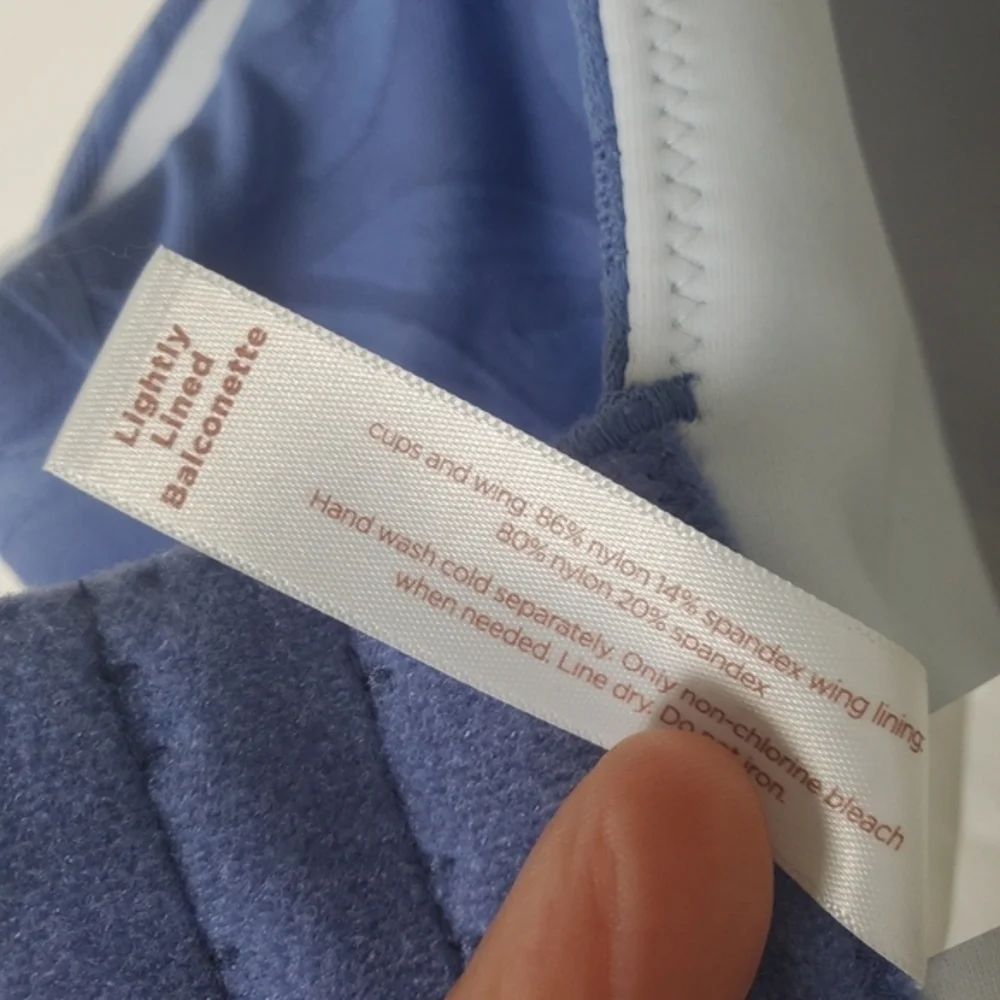 Lightly
Lined
Balconette
cups and wing: 86% nylon 14% spandex wing lining:
80% nylon 20% spandex
Hand wash cold separately. Only non-chlorine bleach
when needed. Line dry. Do iron.